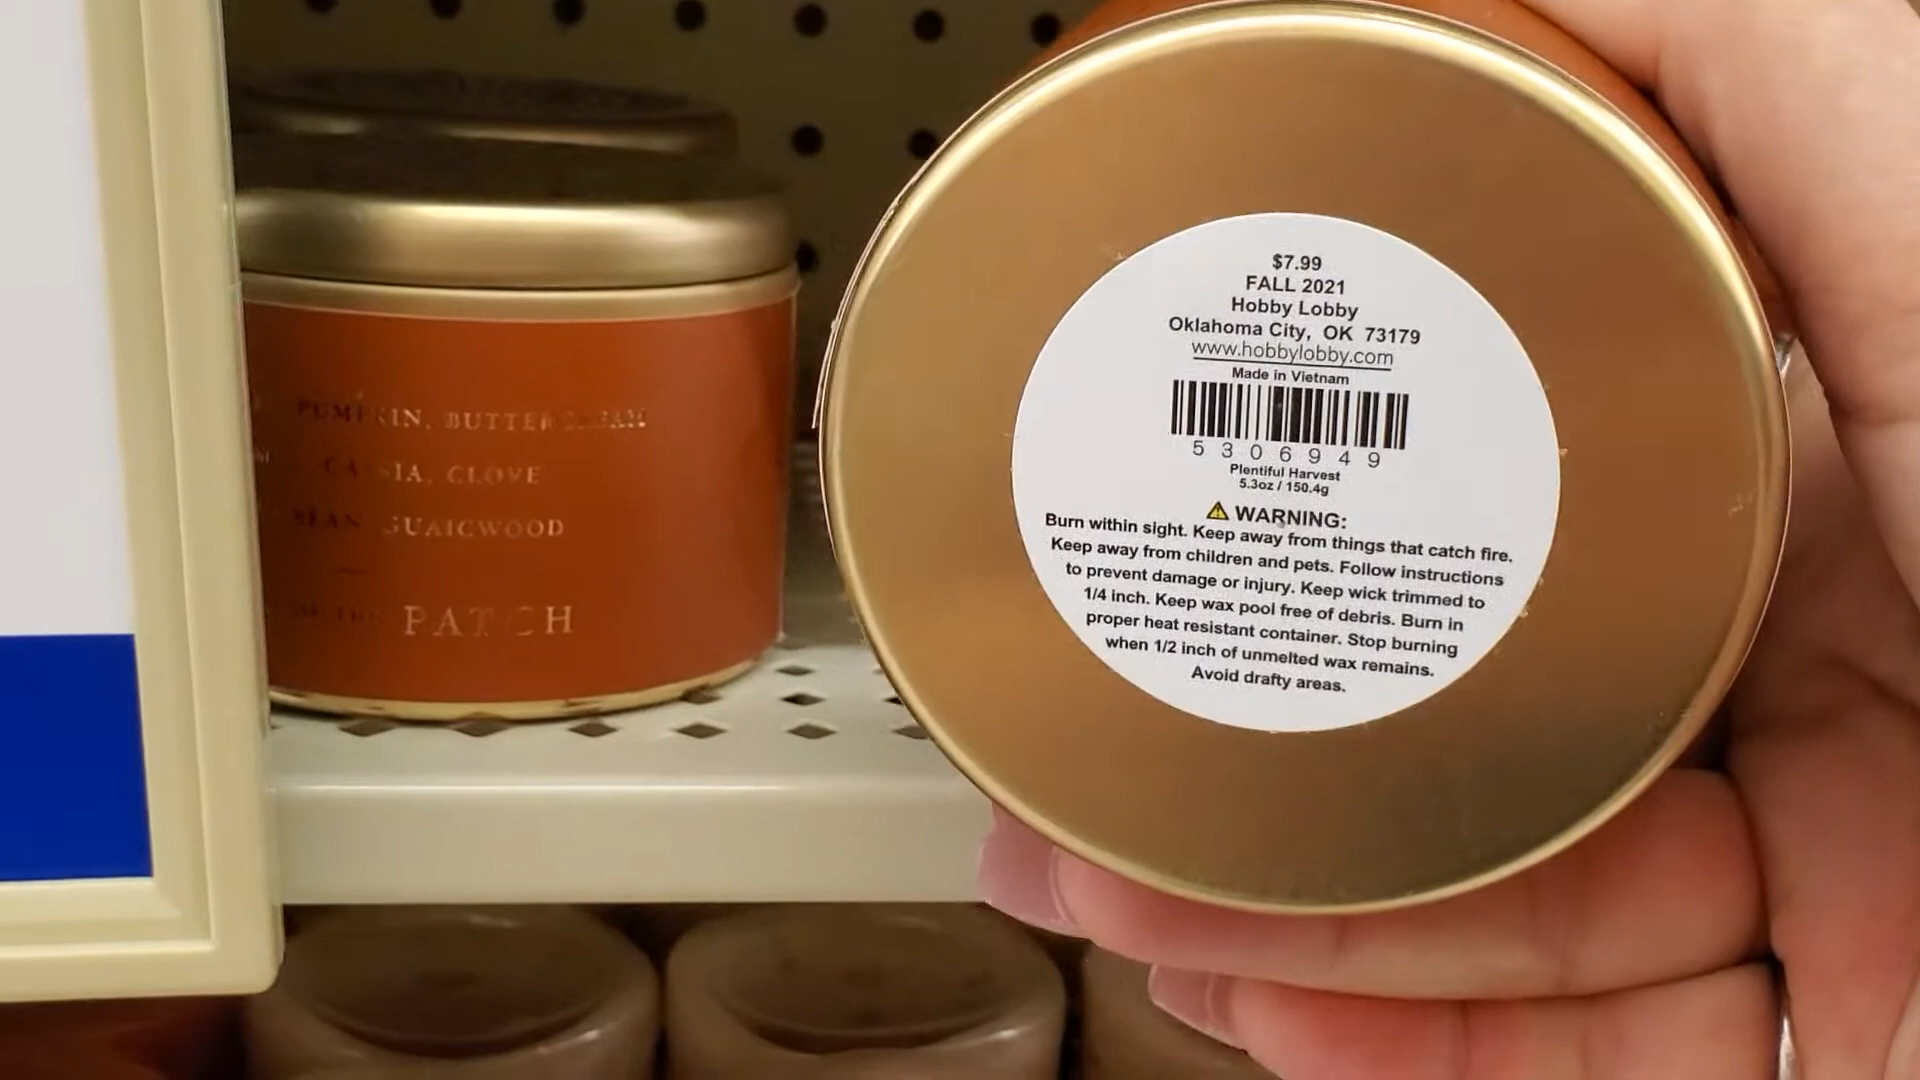 PUMPKIN, BUTTERCREAM
CASSIA, CLOVE
BEAN GUAICWOOD
PATCH
$7.99
FALL 2021
Hobby Lobby
Oklahoma City, OK 73179
www.hobbylobby.com
Made in Vietnam
5306949
Plentiful Harvest
5.3oz / 150.4g
WARNING:
Burn within sight. Keep away from things that catch fire.
Keep away from children and pets. Follow instructions
to prevent damage or injury. Keep wick trimmed to
1/4 inch. Keep wax pool free of debris. Burn in
proper heat resistant container. Stop burning
when 1/2 inch of unmelted wax remains.
Avoid drafty areas.